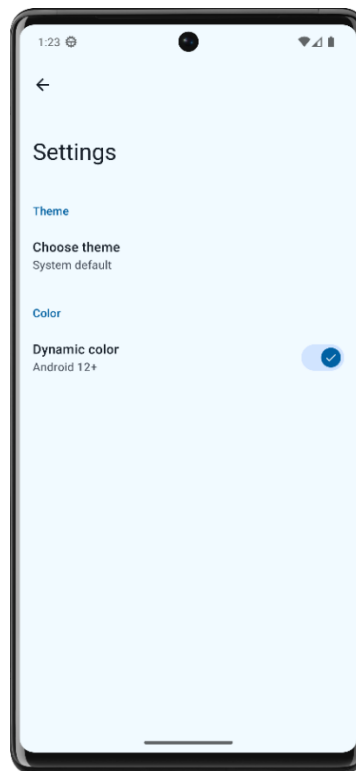 1:23
Settings
Theme
Choose theme
System default
Color
Dynamic color
Android 12+